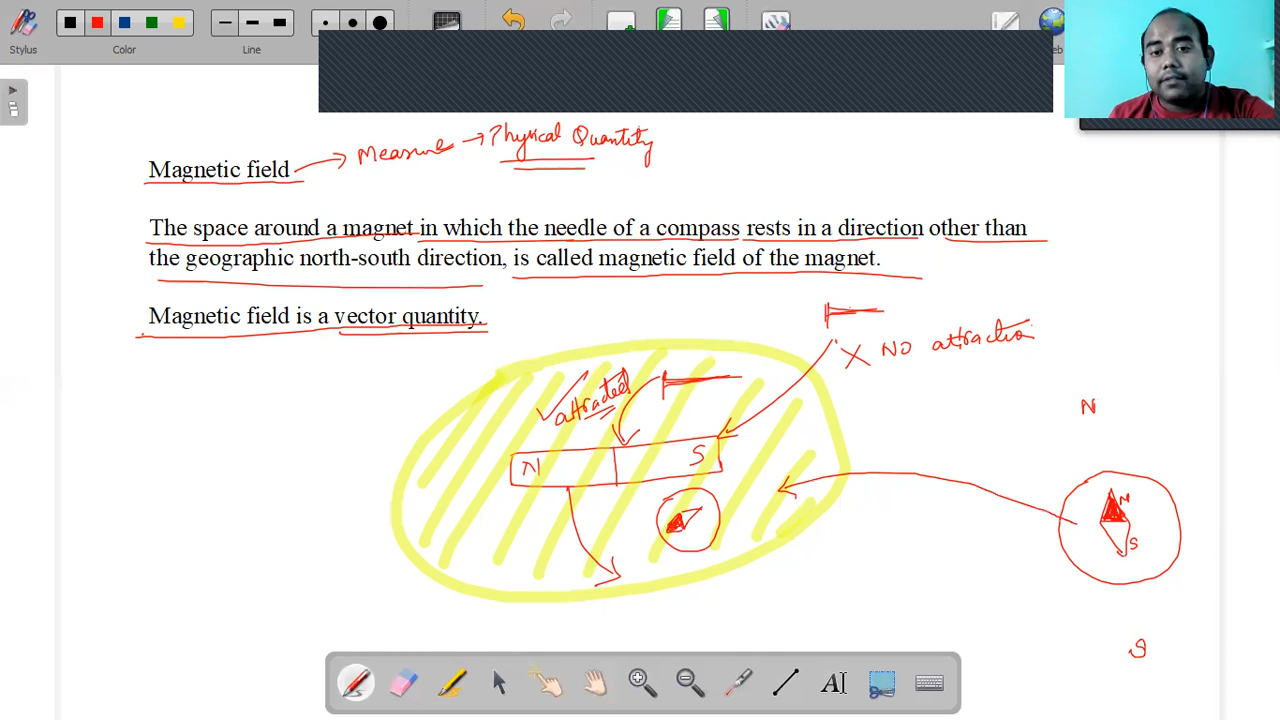 Stylus
Color
Line
Web
Magnetic field → Measure → Physical Quantity
The space around a magnet in which the needle of a compass rests in a direction other than
the geographic north-south direction, is called magnetic field of the magnet.
Magnetic field is a vector quantity.
X NO attraction
attracted
N
N S
N
S
S